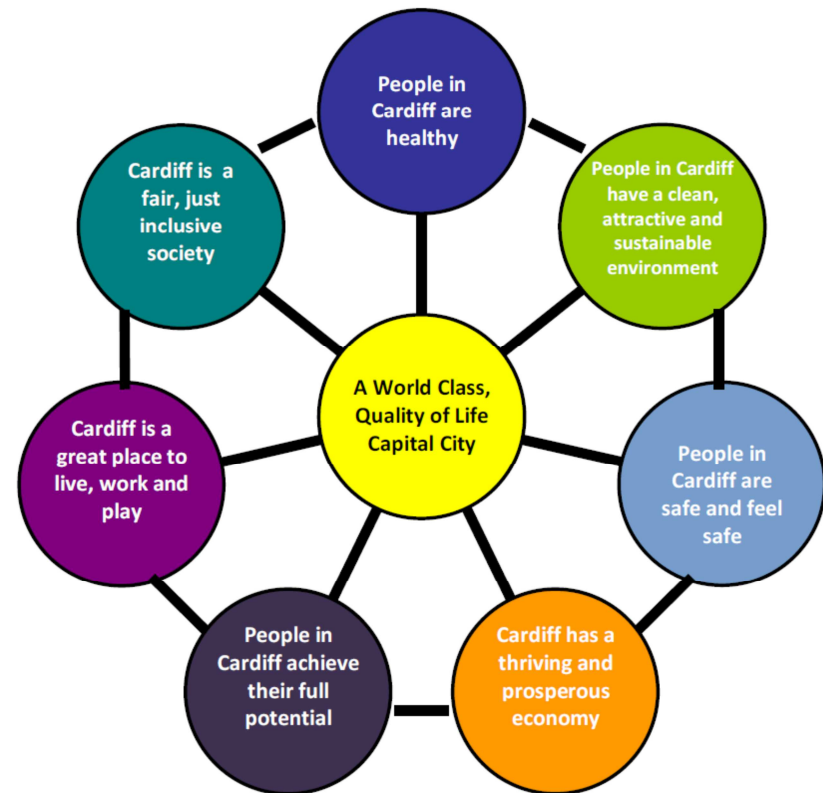 People in
Cardiff are
healthy
People in Cardiff
have a clean,
attractive and
sustainable
environment
People in
Cardiff are
safe and feel
safe
Cardiff has a
thriving and
prosperous
economy
People in
Cardiff achieve
their full
potential
Cardiff is a
great place to
live, work and
play
Cardiff is  a
fair, just
inclusive
society
A World Class,
Quality of Life
Capital City